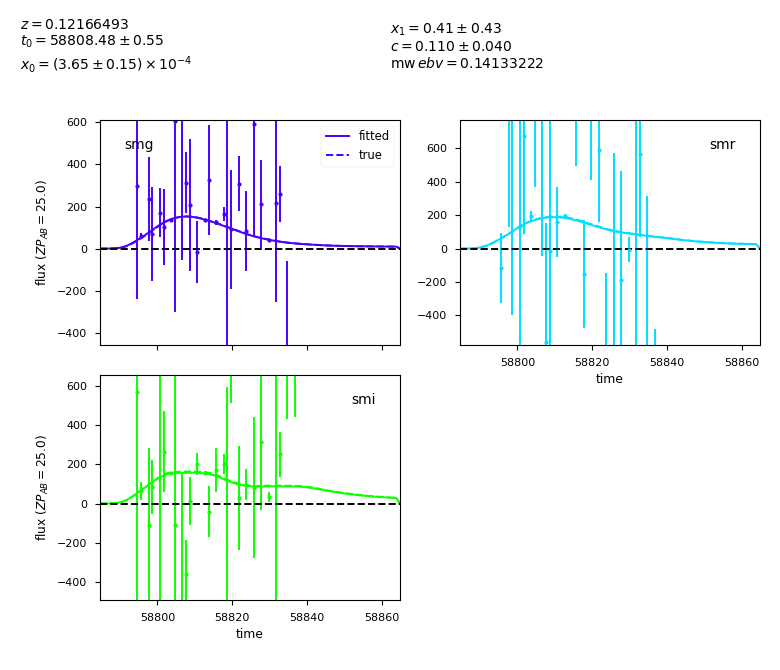 z = 0.12166493
t₀ = 58808.48 ± 0.55
x₀ = (3.65 ± 0.15) × 10⁻⁴
x₁ = 0.41 ± 0.43
c = 0.110 ± 0.040
mw ebv = 0.14133222
smg
fitted
true
600
400
200
0
−200
−400
flux (ZP_AB = 25.0)
smr
600
400
200
0
−200
−400
58800
58820
58840
58860
time
smi
600
400
200
0
−200
−400
flux (ZP_AB = 25.0)
58800
58820
58840
58860
time